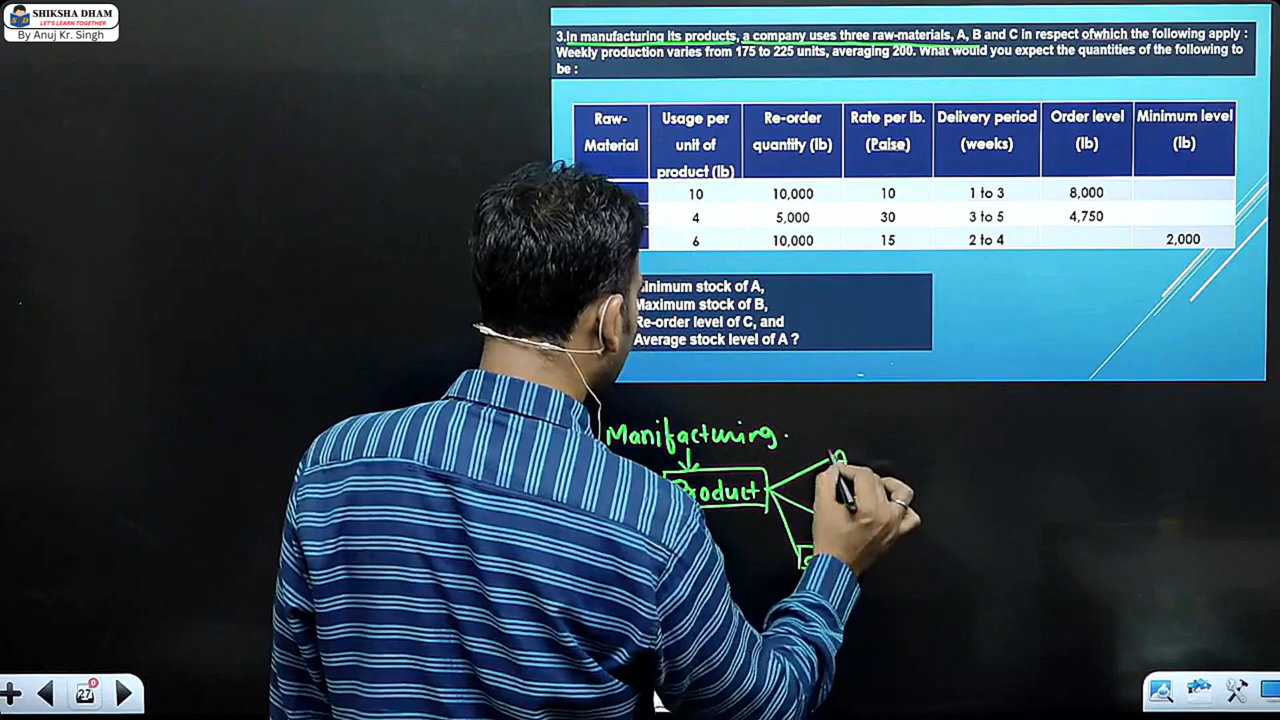 SHIKSHA DHAM
LET'S LEARN TOGETHER
By Anuj Kr. Singh
3.In manufacturing its products, a company uses three raw-materials, A, B and C in respect ofwhich the following apply :
Weekly production varies from 175 to 225 units, averaging 200. What would you expect the quantities of the following to
be :
Raw-Material Usage per unit of product (lb) Re-order quantity (lb) Rate per lb. (Paise) Delivery period (weeks) Order level (lb) Minimum level (lb)
10 10,000 10 1 to 3 8,000
4 5,000 30 3 to 5 4,750
6 10,000 15 2 to 4 2,000
inimum stock of A,
Maximum stock of B,
Re-order level of C, and
Average stock level of A ?
Manifacturing.
Product
27